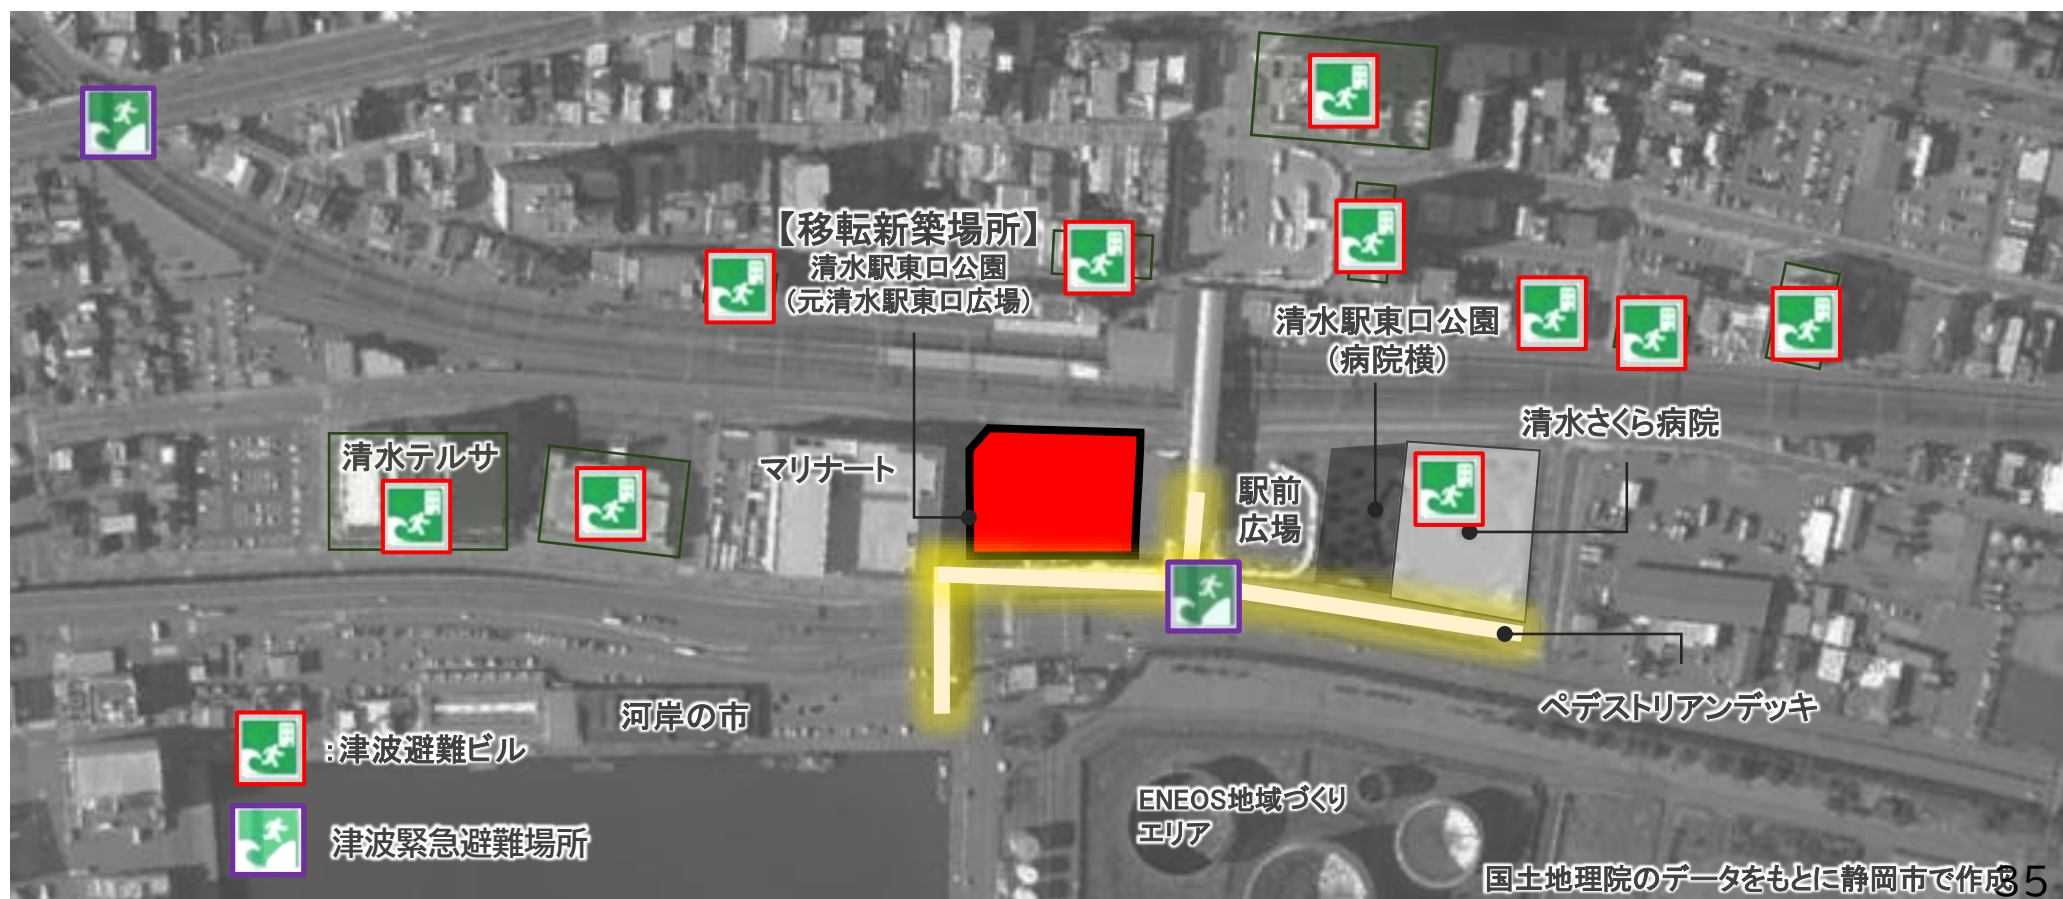 【移転新築場所】
清水駅東口公園
（元清水駅東口広場）
清水駅東口公園
（病院横）
清水さくら病院
清水テルサ
マリナート
駅前
広場
河岸の市
ペデストリアンデッキ
：津波避難ビル
津波緊急避難場所
ENEOS地域づくり
エリア
国土地理院のデータをもとに静岡市で作成
35